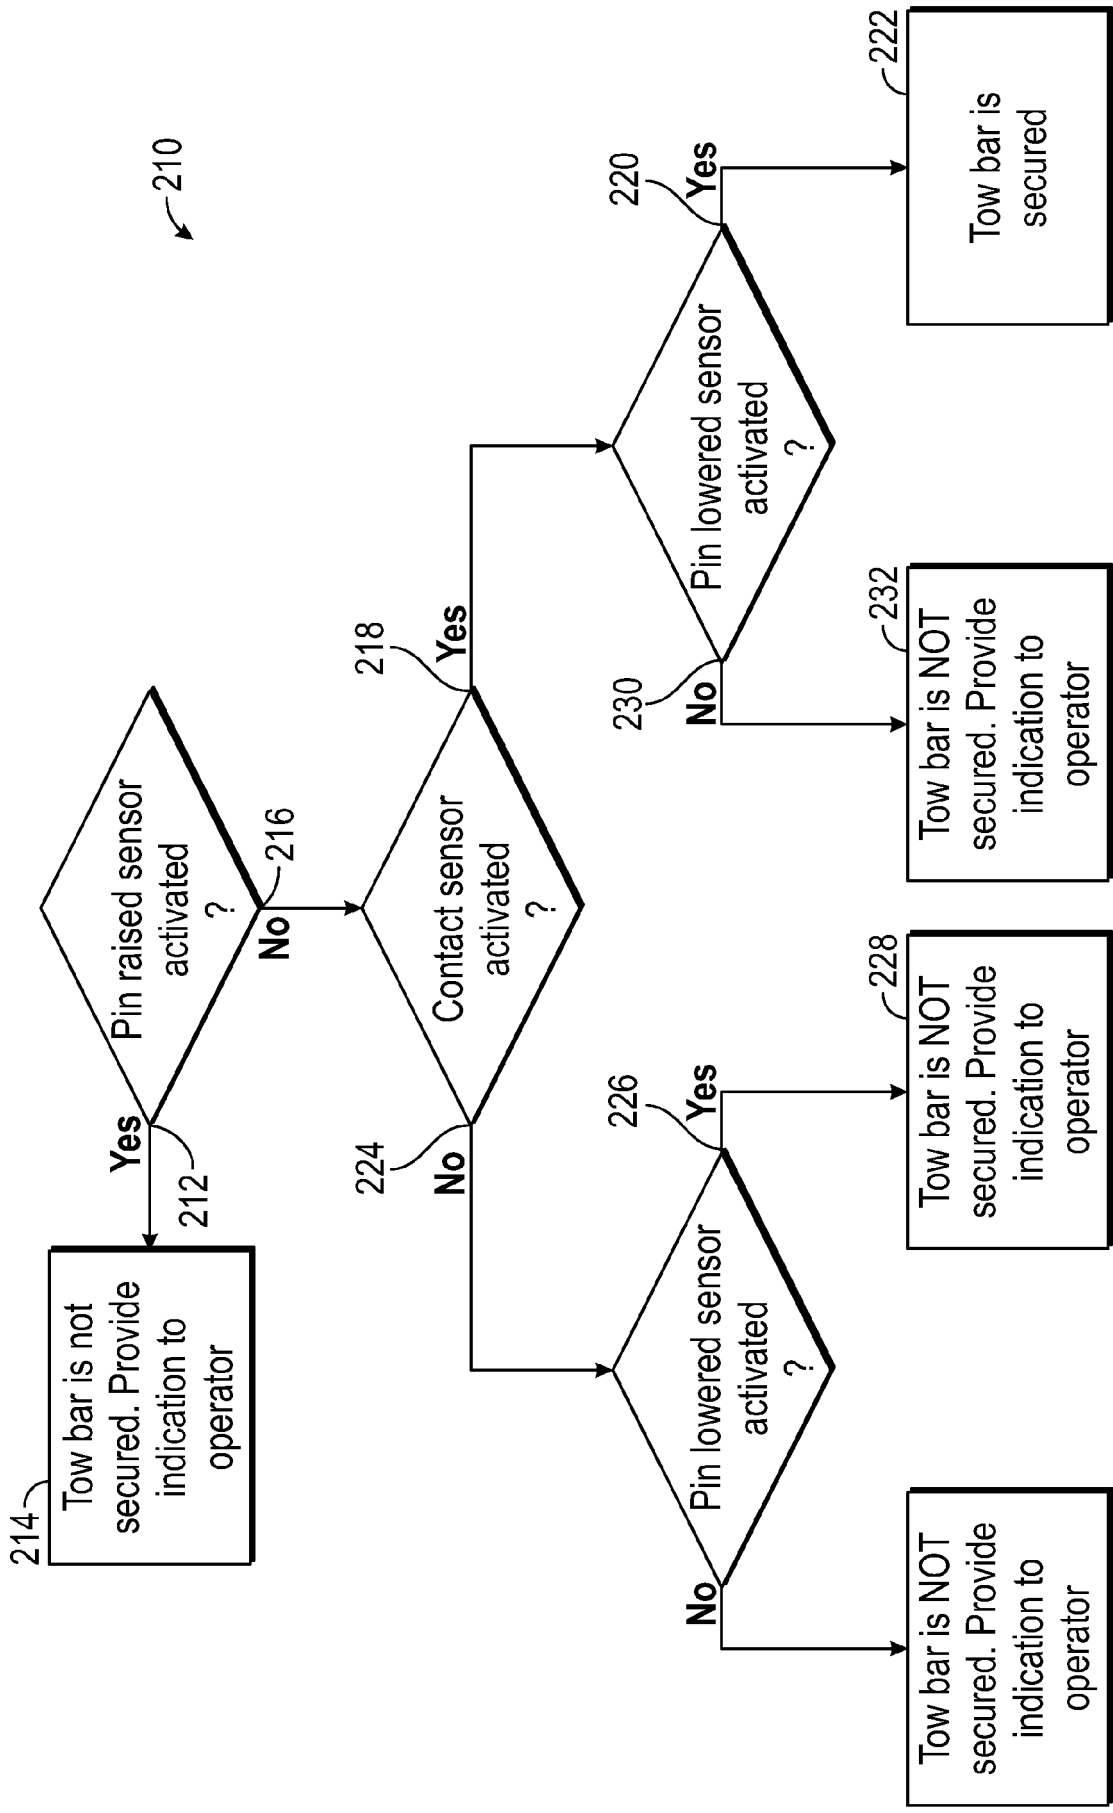 210
214
Tow bar is not
secured. Provide
indication to
operator
Yes
212
Pin raised sensor
activated
?
No
216
224
No
Contact sensor
activated
?
218
Yes
No
Pin lowered sensor
activated
?
226
Yes
230
No
Pin lowered sensor
activated
?
220
Yes
Tow bar is NOT
secured. Provide
indication to
operator
228
Tow bar is NOT
secured. Provide
indication to
operator
232
Tow bar is NOT
secured. Provide
indication to
operator
222
Tow bar is
secured